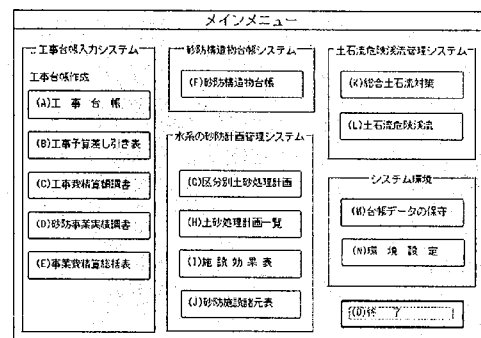 メインメニュー
工事台帳入力システム
工事台帳作成
(A)工 事 台 帳
(B)工事予算差し引き表
(C)工事費精算額調書
(D)砂防事業実績調書
(E)事業費精算総括表
砂防構造物台帳システム
(F)砂防構造物台帳
水系の砂防計画管理システム
(G)区分別土砂処理計画
(H)土砂処理計画一覧
(I)施 設 効 果 表
(J)砂防施設諸元表
土石流危険渓流管理システム
(K)総合土石流対策
(L)土石流危険渓流
システム環境
(M)台帳データの保守
(N)環 境 設 定
(O)終 了